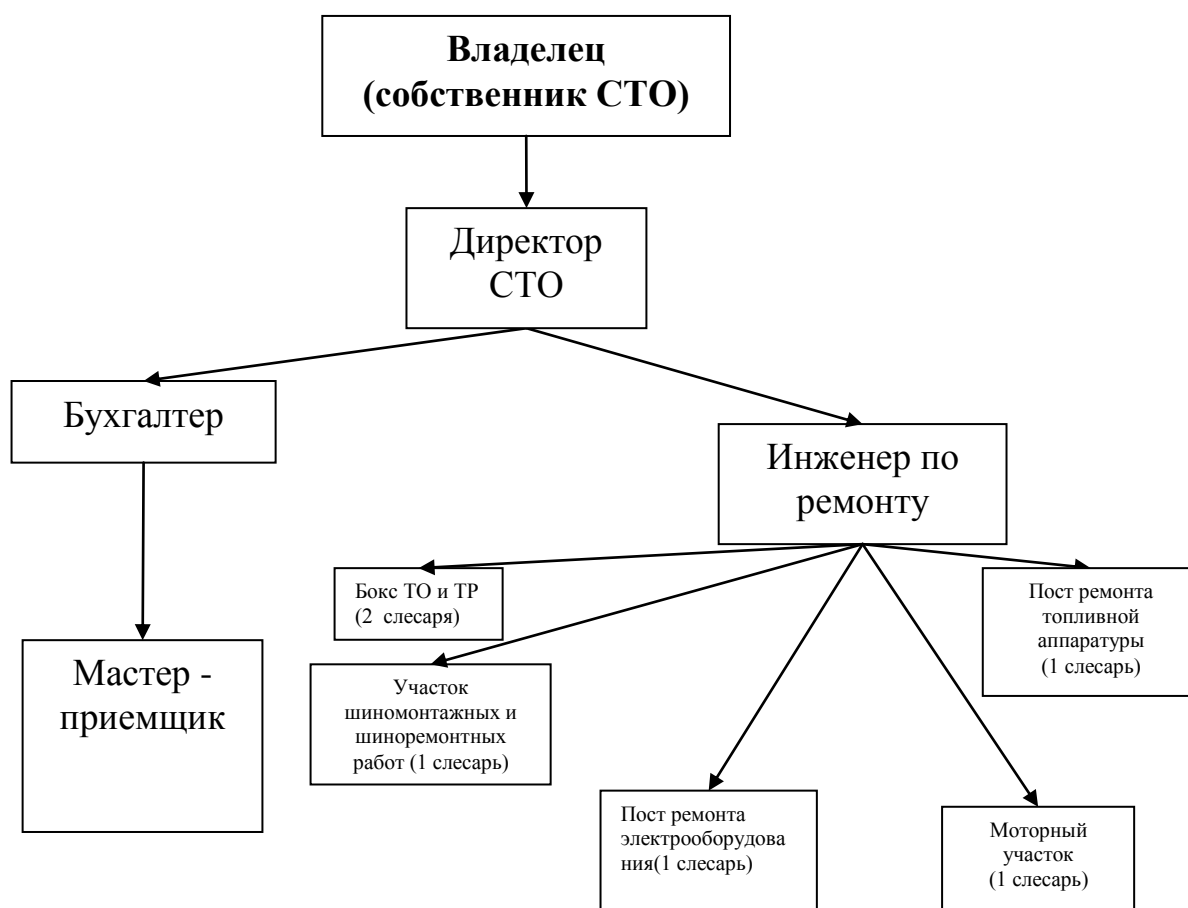 Владелец
(собственник СТО)
Директор
СТО
Бухгалтер
Инженер по
ремонту
Бокс ТО и ТР
(2 слесаря)
Пост ремонта
топливной
аппаратуры
(1 слесарь)
Мастер -
приемщик
Участок
шиномонтажных и
шиноремонтных
работ (1 слесарь)
Пост ремонта
электрооборудова
ния(1 слесарь)
Моторный
участок
(1 слесарь)